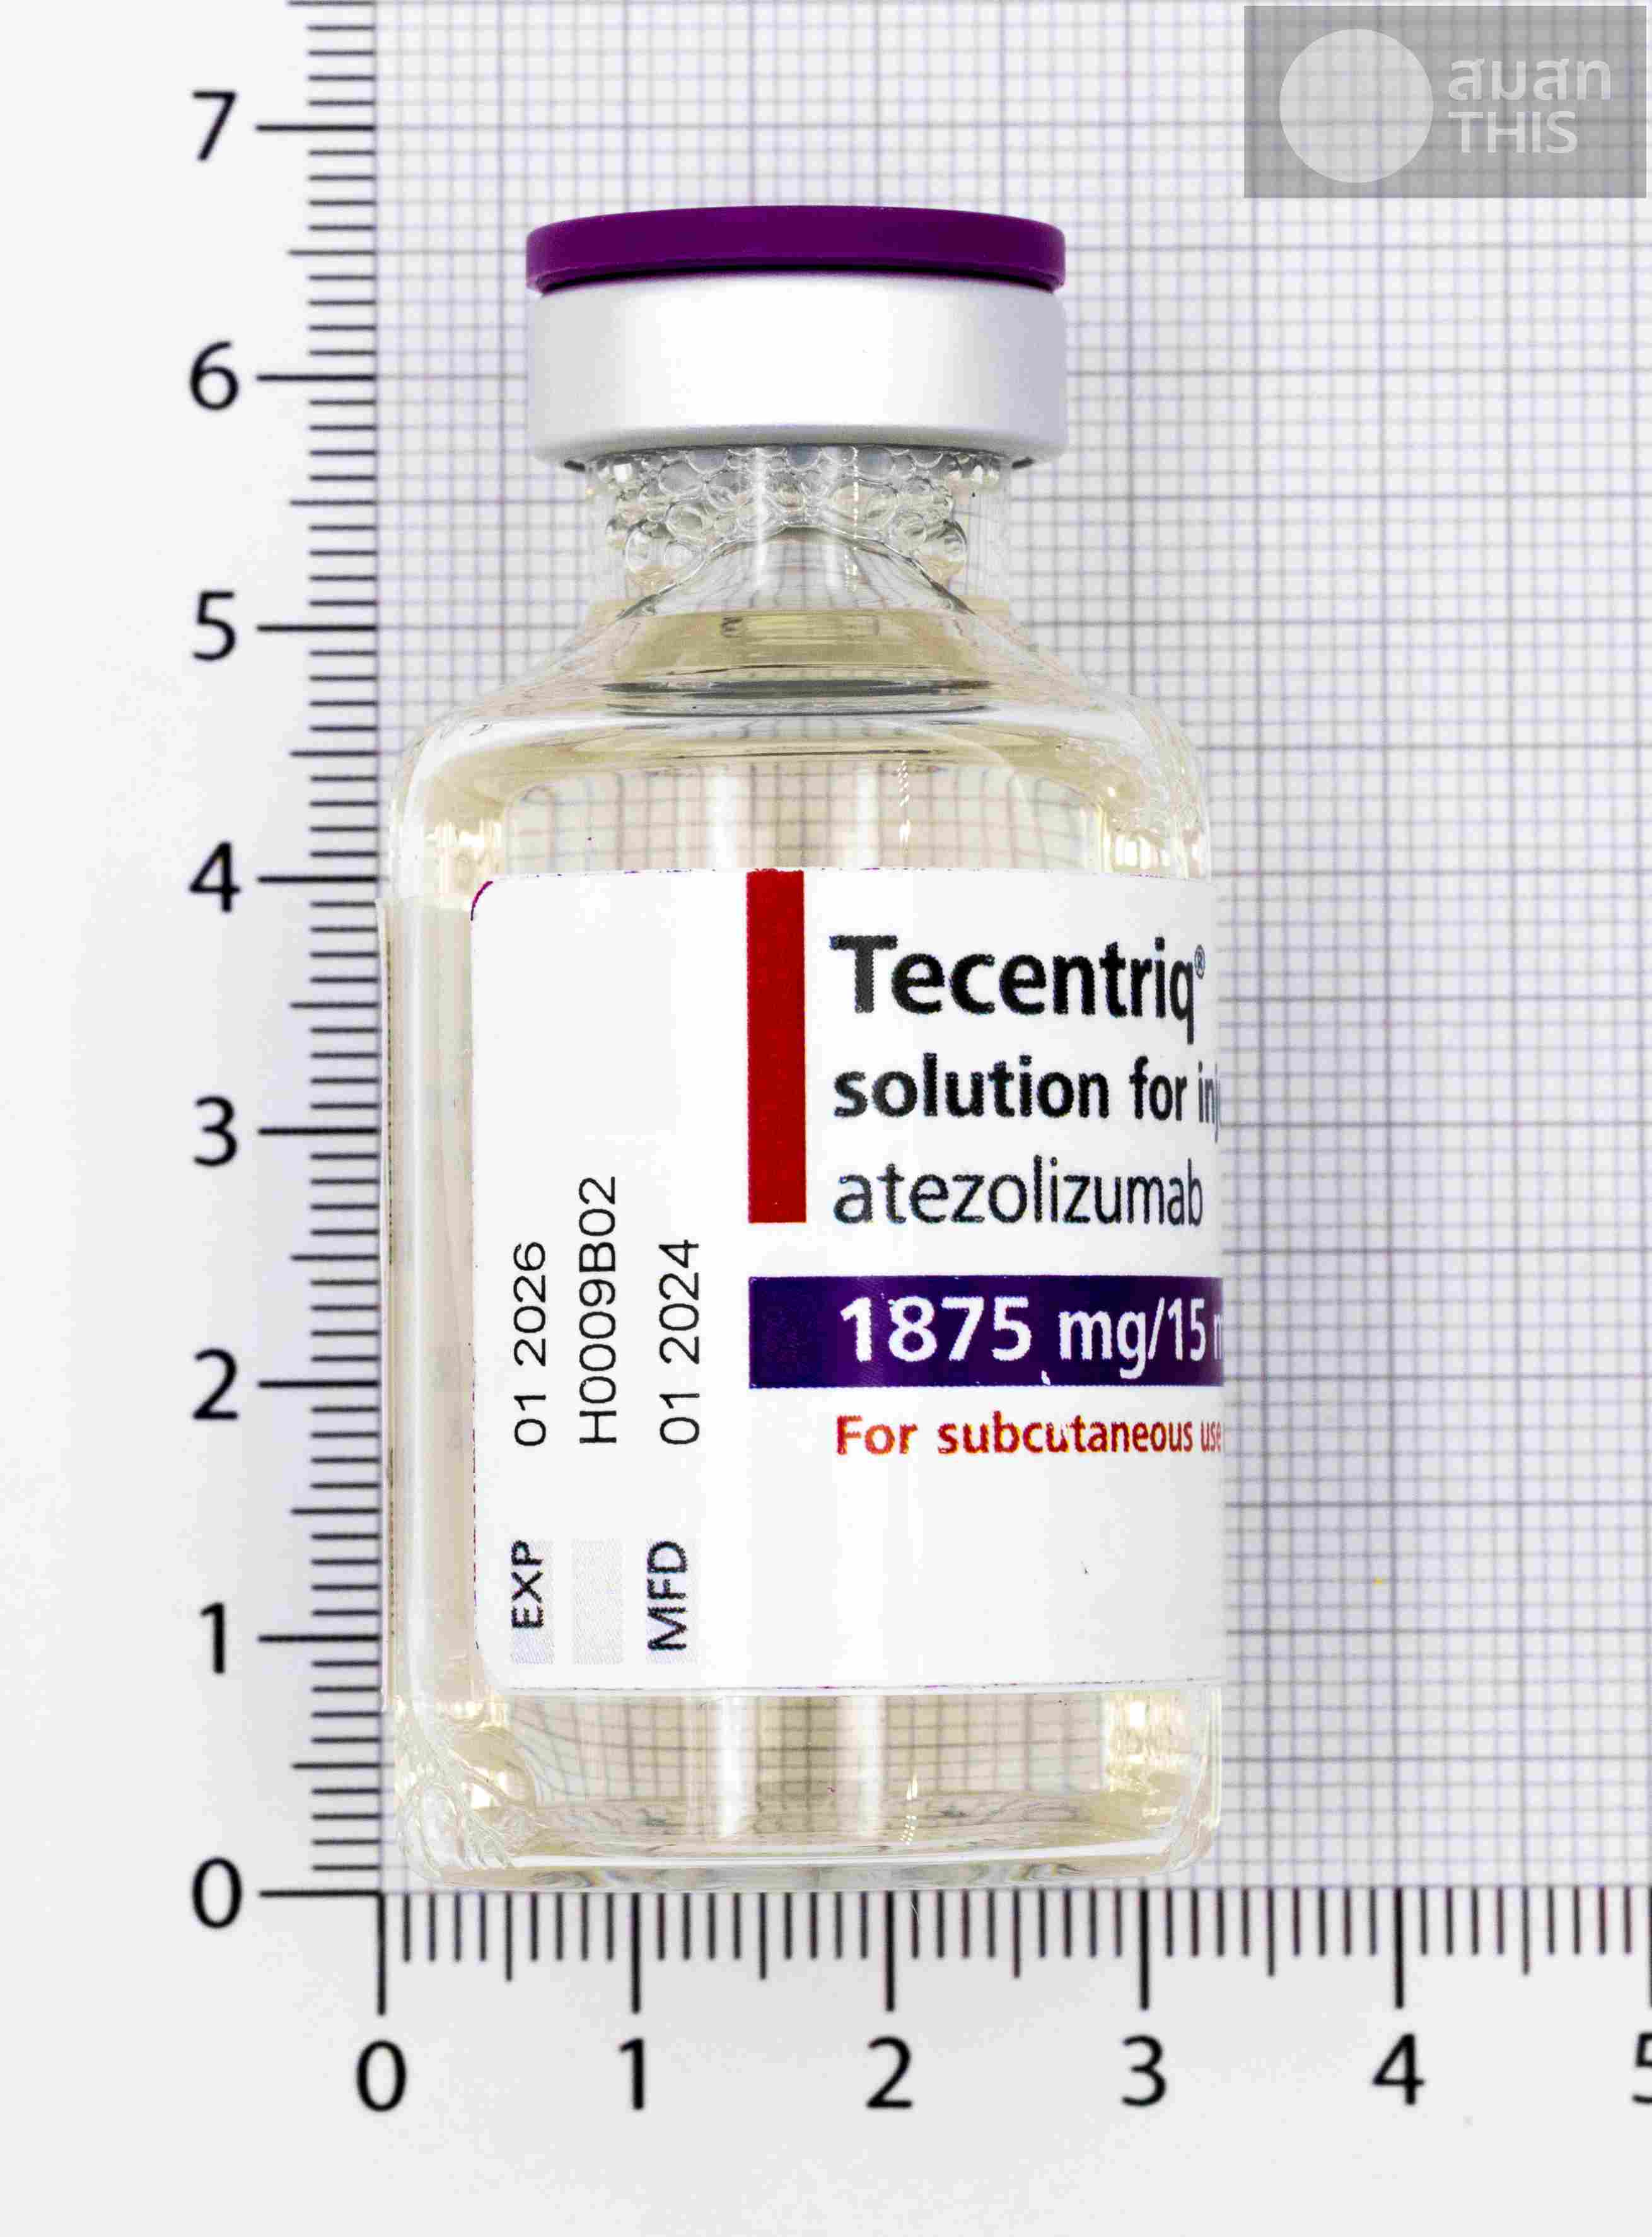 สมสท
THIS
7
6
5
4
3
2
1
0
Tecentriq®
solution for
atezolizumab
1875 mg/15
For subcutaneous use
EXP 01 2026
H0009B02
MFD 01 2024
0 1 2 3 4 5